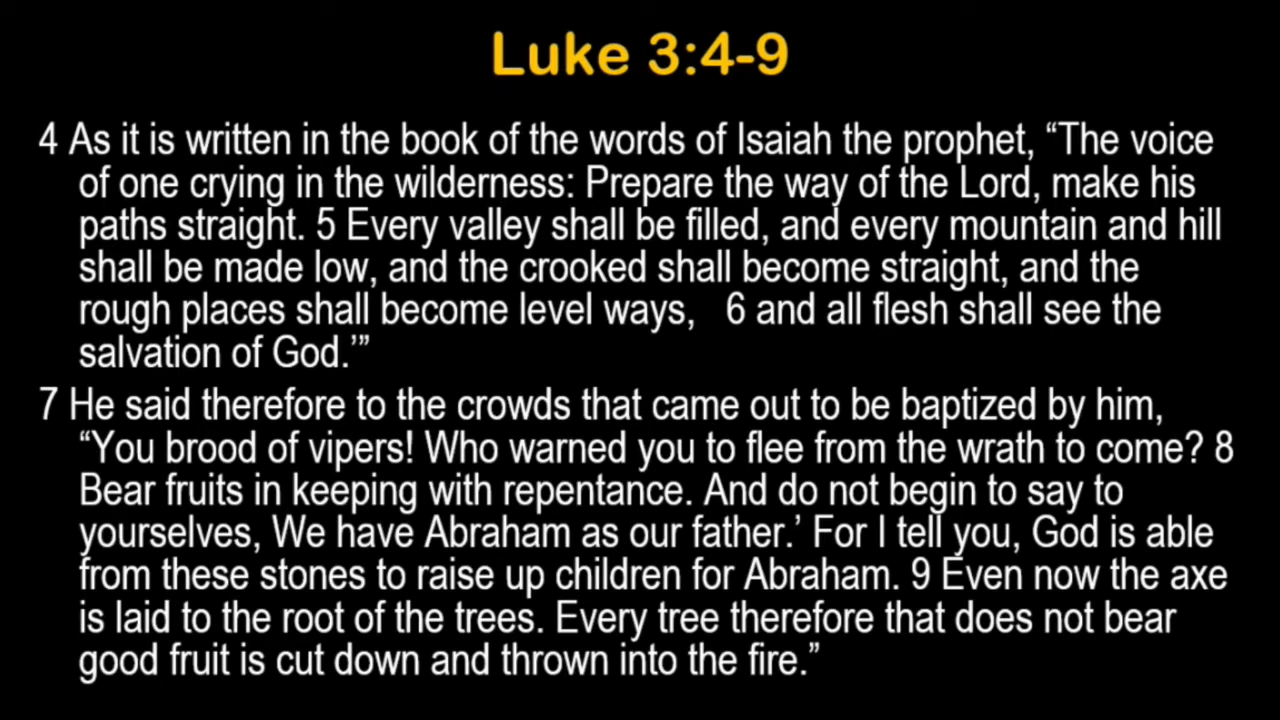 Luke 3:4-9
4 As it is written in the book of the words of Isaiah the prophet, “The voice
of one crying in the wilderness: Prepare the way of the Lord, make his
paths straight. 5 Every valley shall be filled, and every mountain and hill
shall be made low, and the crooked shall become straight, and the
rough places shall become level ways,   6 and all flesh shall see the
salvation of God.’”
7 He said therefore to the crowds that came out to be baptized by him,
“You brood of vipers! Who warned you to flee from the wrath to come? 8
Bear fruits in keeping with repentance. And do not begin to say to
yourselves, We have Abraham as our father.’ For I tell you, God is able
from these stones to raise up children for Abraham. 9 Even now the axe
is laid to the root of the trees. Every tree therefore that does not bear
good fruit is cut down and thrown into the fire.”